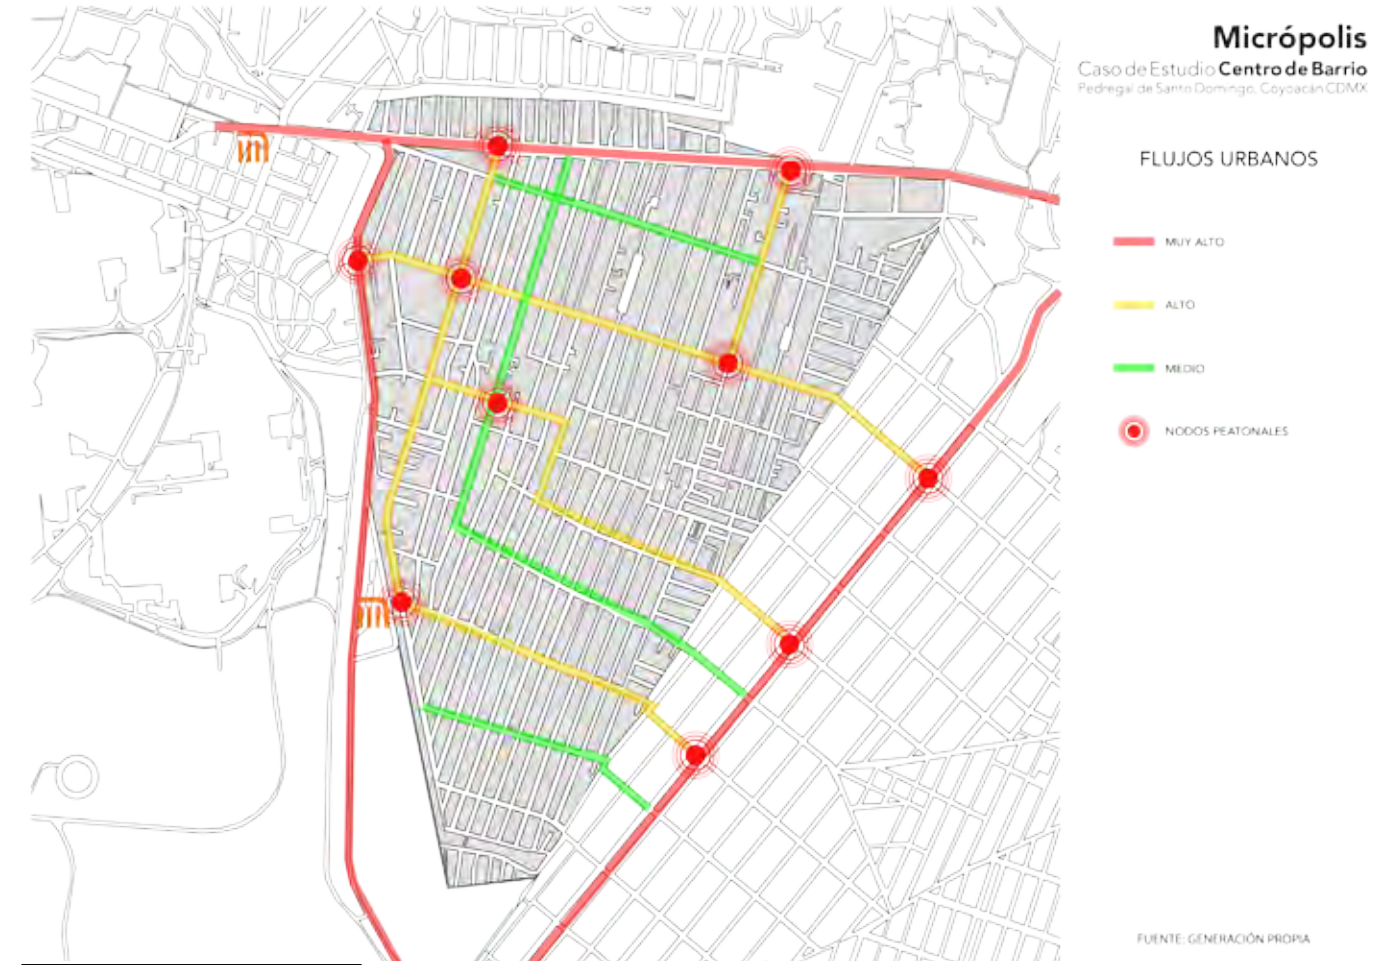 Micrópolis
Caso de Estudio Centro de Barrio
Pedregal de Santo Domingo, Coyoacán CDMX
FLUJOS URBANOS
MUY ALTO
ALTO
MEDIO
NODOS PEATONALES
FUENTE: GENERACIÓN PROPIA